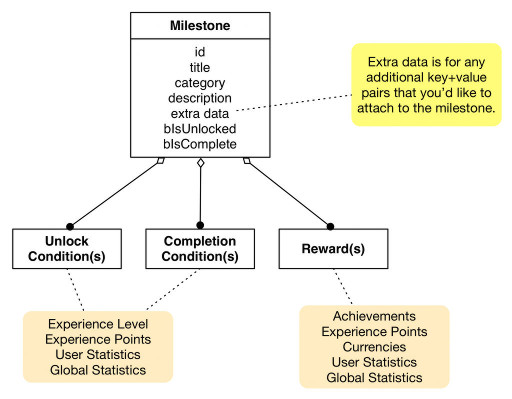 Milestone
id
title
category
description
extra data
bIsUnlocked
bIsComplete
Extra data is for any
additional key+value
pairs that you'd like to
attach to the milestone.
Unlock
Condition(s)
Completion
Condition(s)
Reward(s)
Experience Level
Experience Points
User Statistics
Global Statistics
Achievements
Experience Points
Currencies
User Statistics
Global Statistics